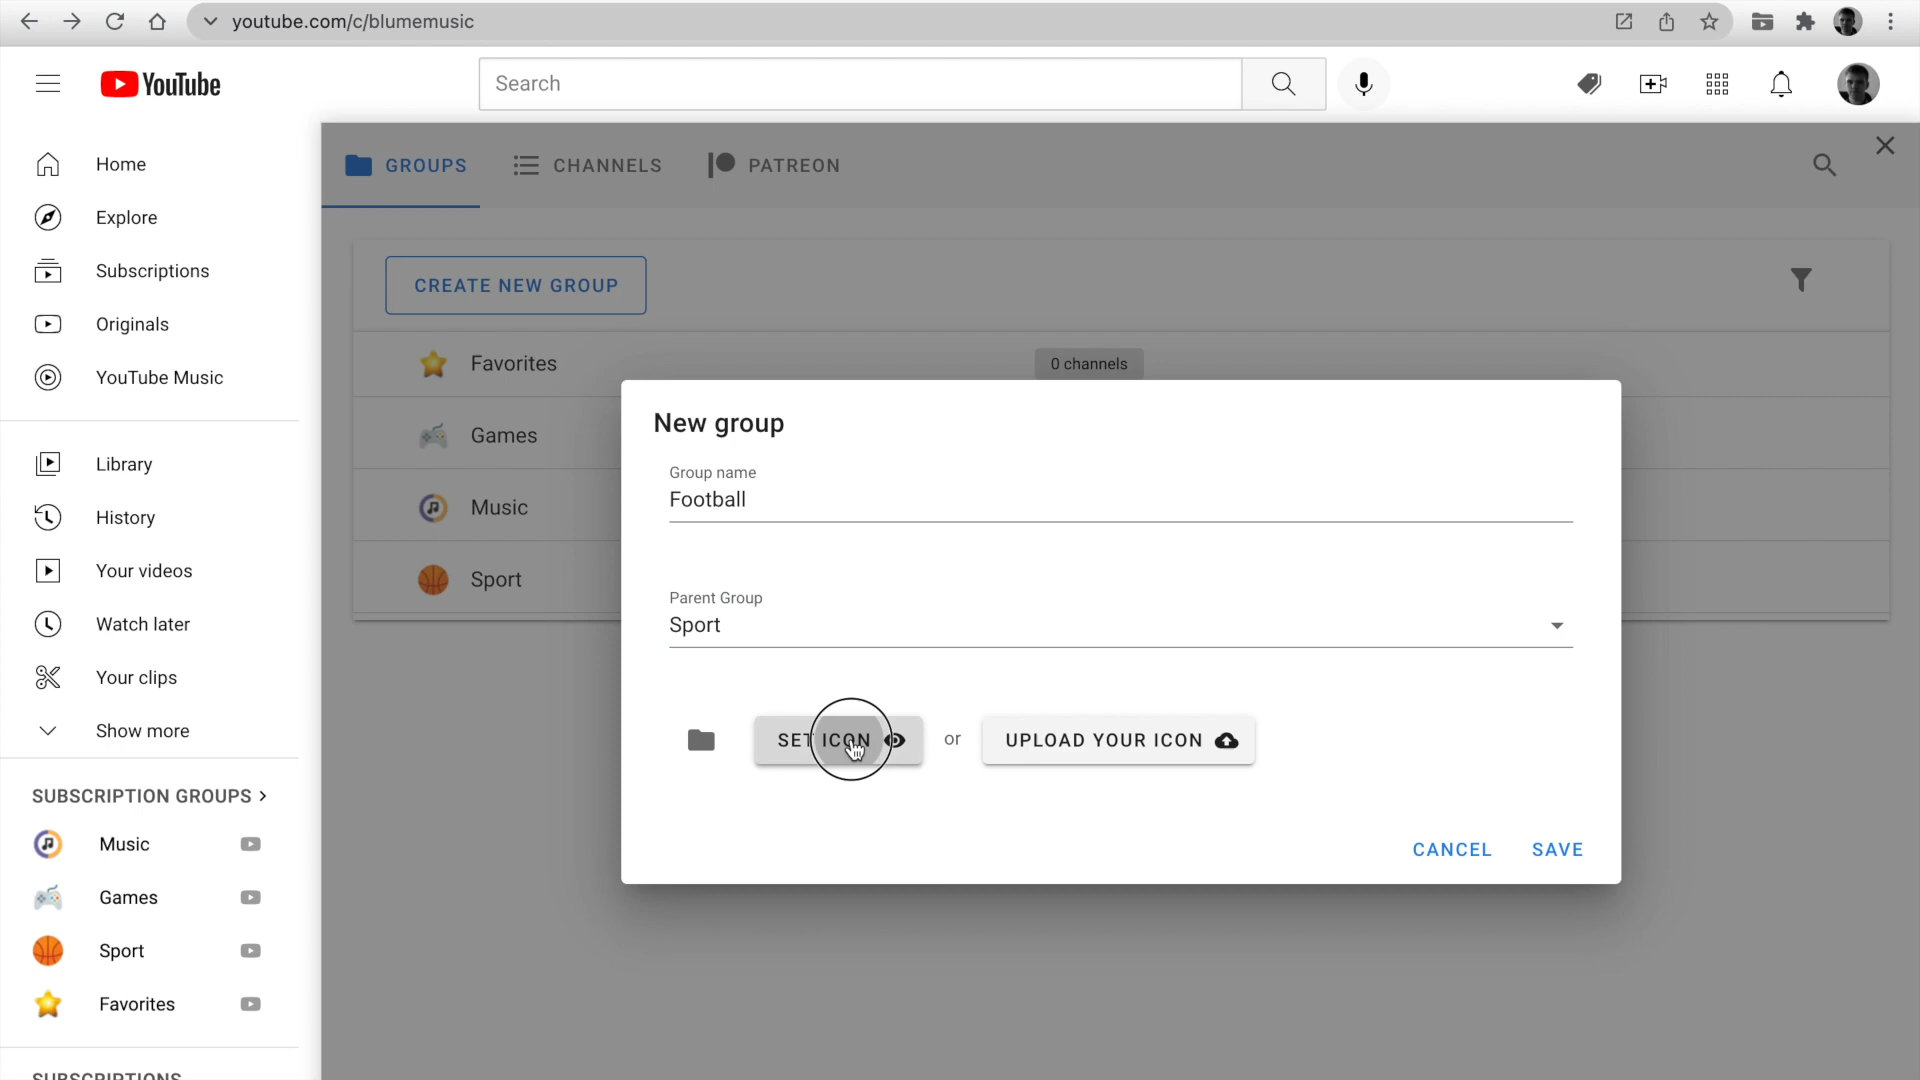 youtube.com/c/blumemusic
YouTube
Search
Home
Explore
Subscriptions
Originals
YouTube Music
Library
History
Your videos
Watch later
Your clips
Show more
SUBSCRIPTION GROUPS
Music
Games
Sport
Favorites
SUBSCRIPTIONS
GROUPS CHANNELS PATREON
CREATE NEW GROUP
Favorites 0 channels
Games
Music
Sport
New group
Group name
Football
Parent Group
Sport
SET ICON or UPLOAD YOUR ICON
CANCEL SAVE